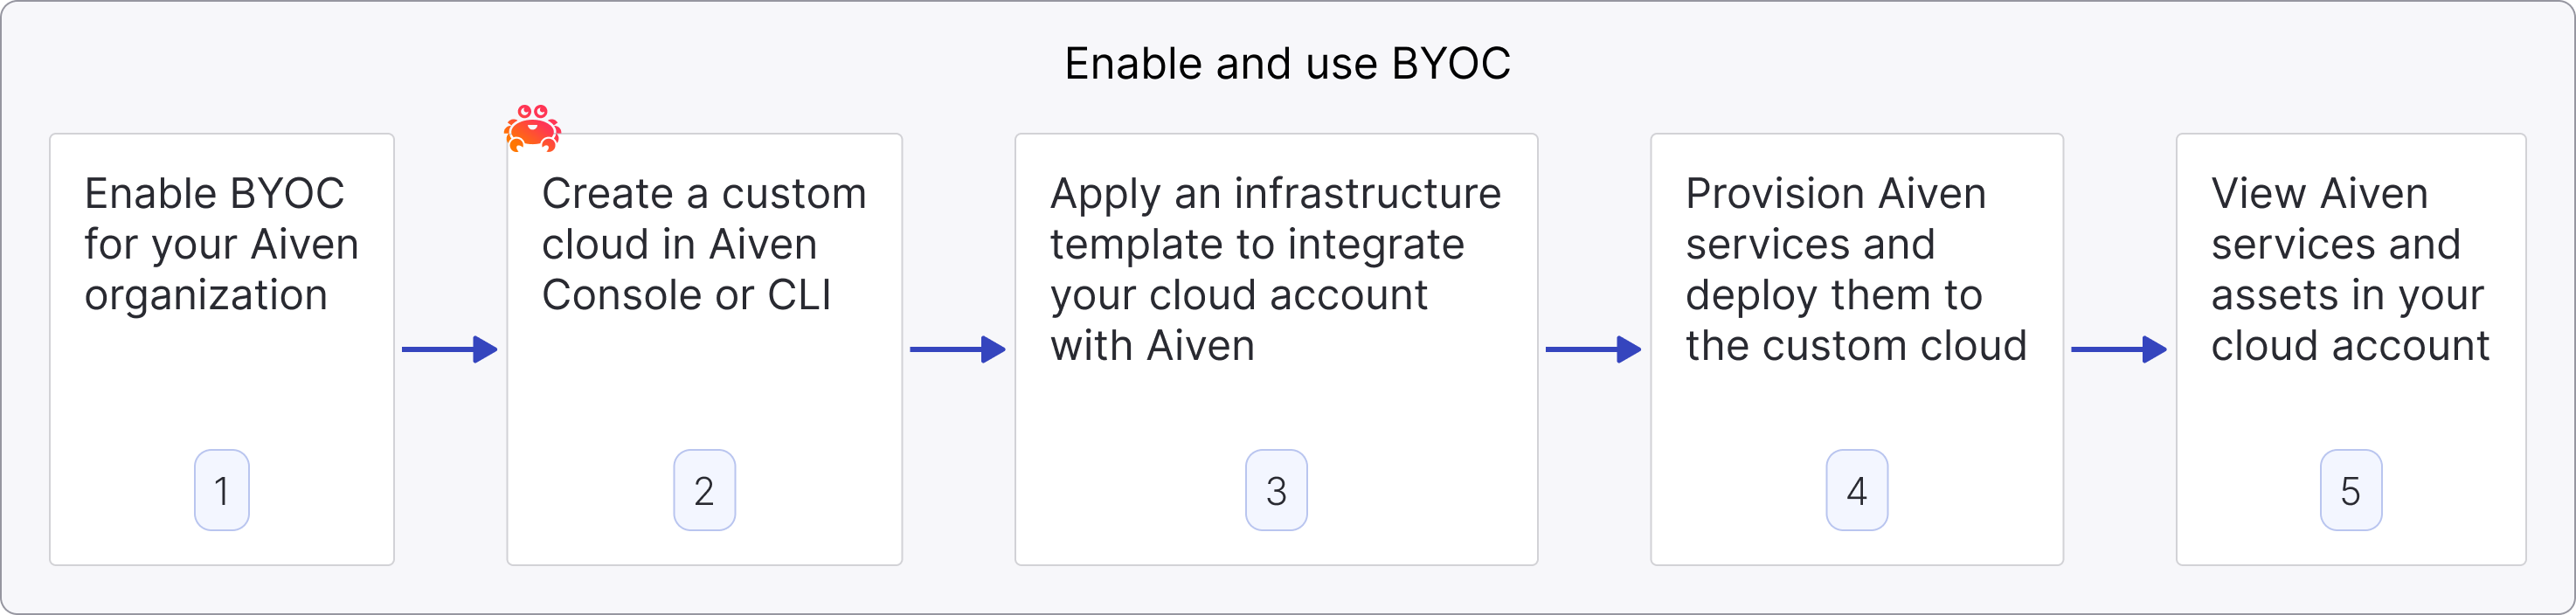 Enable and use BYOC
Enable BYOC
for your Aiven
organization
1
Create a custom
cloud in Aiven
Console or CLI
2
Apply an infrastructure
template to integrate
your cloud account
with Aiven
3
Provision Aiven
services and
deploy them to
the custom cloud
4
View Aiven
services and
assets in your
cloud account
5